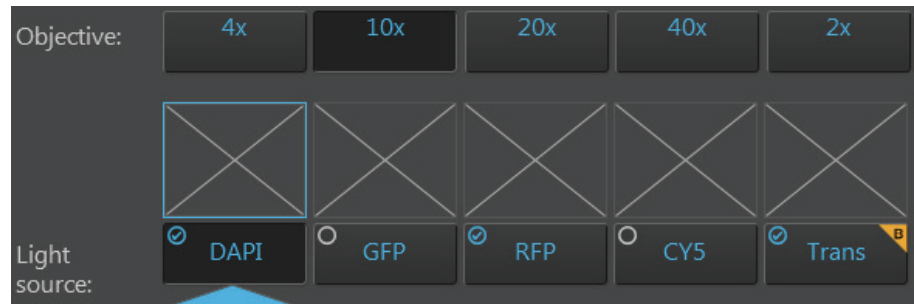 Objective: 4x 10x 20x 40x 2x
DAPI GFP RFP CY5 Trans B
Light
source: